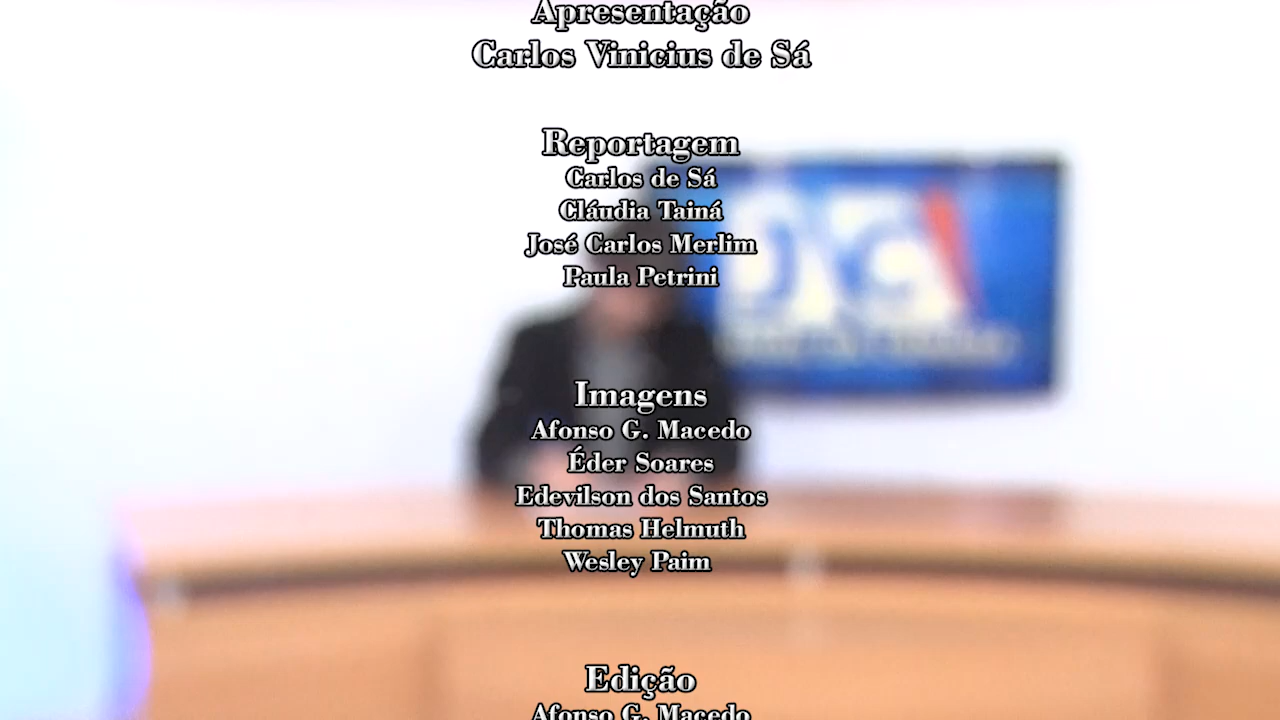 Apresentação
Carlos Vinicius de Sá
Reportagem
Carlos de Sá
Cláudia Tainá
José Carlos Merlim
Paula Petrini
Imagens
Afonso G. Macedo
Éder Soares
Edevilson dos Santos
Thomas Helmuth
Wesley Paim
Edição
Afonso G. Macedo